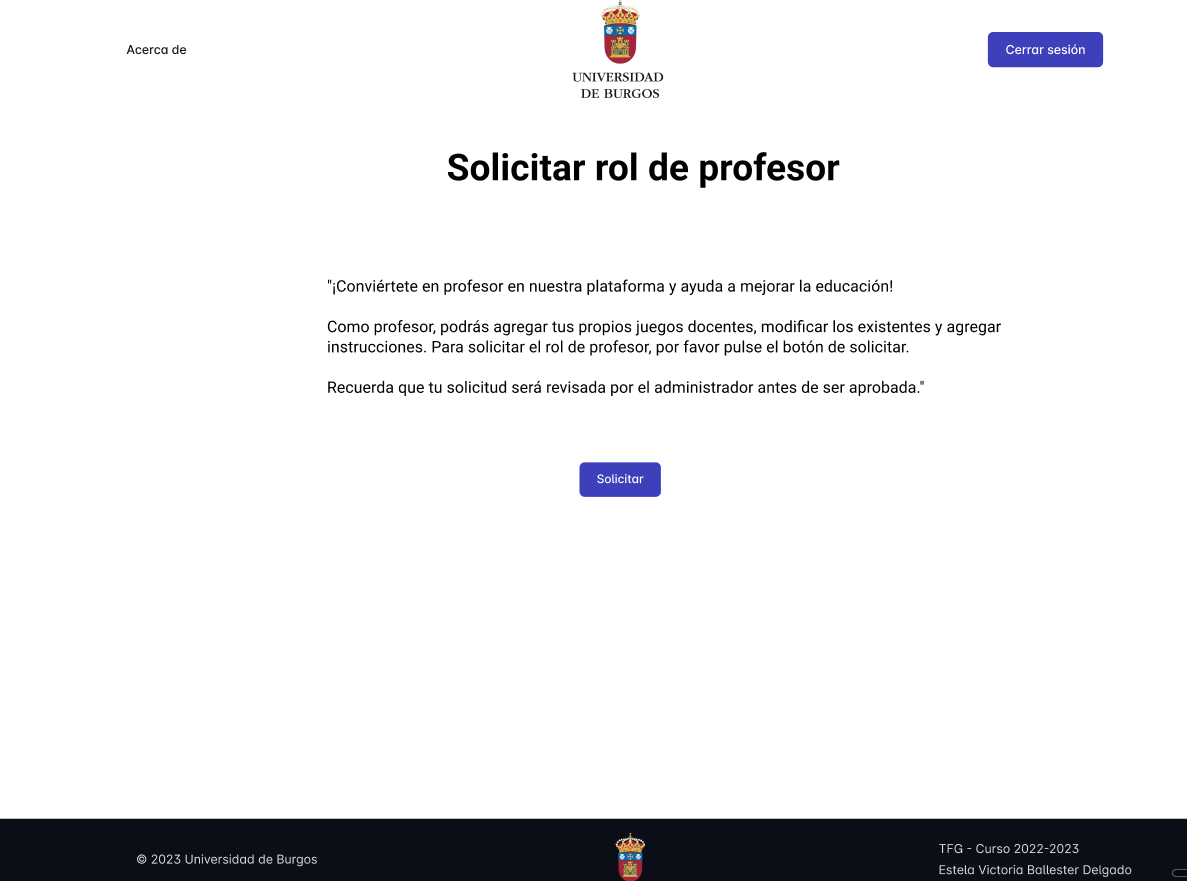 Acerca de
UNIVERSIDAD
DE BURGOS
Cerrar sesión
Solicitar rol de profesor
"¡Conviértete en profesor en nuestra plataforma y ayuda a mejorar la educación!
Como profesor, podrás agregar tus propios juegos docentes, modificar los existentes y agregar
instrucciones. Para solicitar el rol de profesor, por favor pulse el botón de solicitar.
Recuerda que tu solicitud será revisada por el administrador antes de ser aprobada."
Solicitar
© 2023 Universidad de Burgos
TFG - Curso 2022-2023
Estela Victoria Ballester Delgado